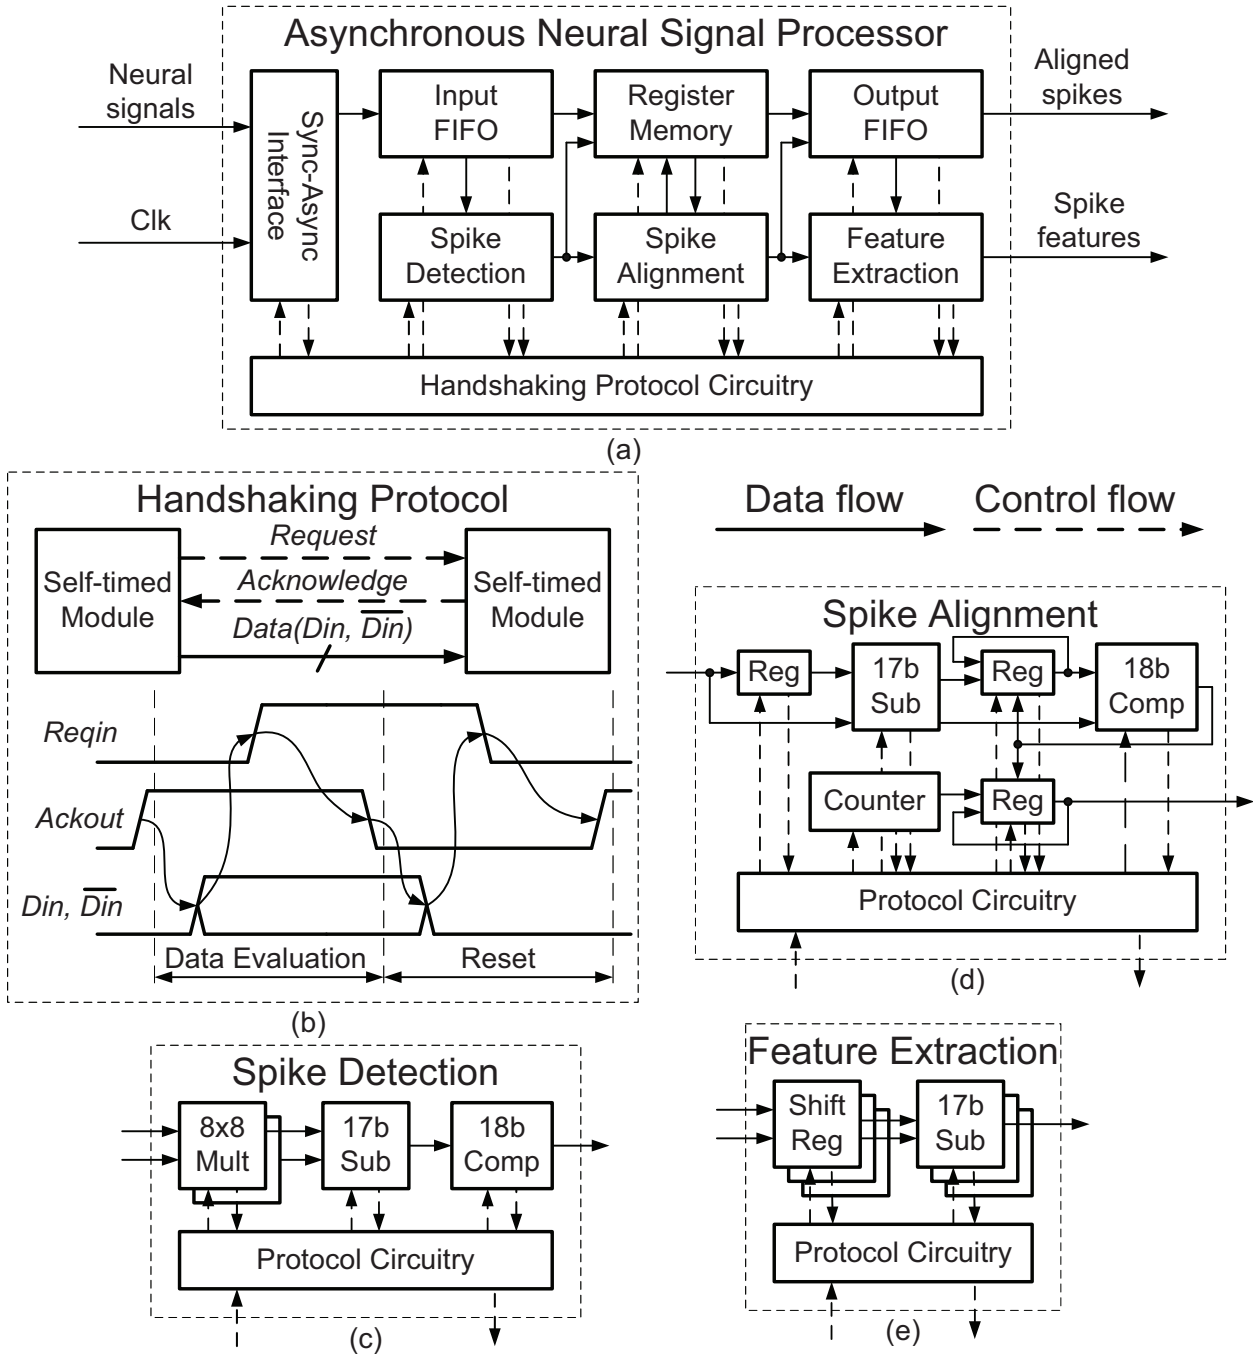 Asynchronous Neural Signal Processor
Neural
signals
Clk
Sync-Async
Interface
Input
FIFO
Register
Memory
Output
FIFO
Aligned
spikes
Spike
Detection
Spike
Alignment
Feature
Extraction
Spike
features
Handshaking Protocol Circuitry
(a)
Handshaking Protocol
Self-timed
Module
Request
Acknowledge
Data(Din, D̅i̅n̅)
Self-timed
Module
Reqin
Ackout
Din, D̅i̅n̅
Data Evaluation
Reset
(b)
Data flow
Control flow
Spike Alignment
Reg
17b
Sub
Reg
18b
Comp
Counter
Reg
Protocol Circuitry
(d)
Spike Detection
8x8
Mult
17b
Sub
18b
Comp
Protocol Circuitry
(c)
Feature Extraction
Shift
Reg
17b
Sub
Protocol Circuitry
(e)